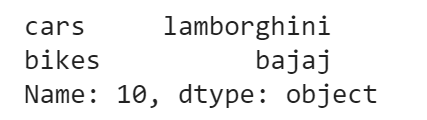 cars     lamborghini
bikes          bajaj
Name: 10, dtype: object